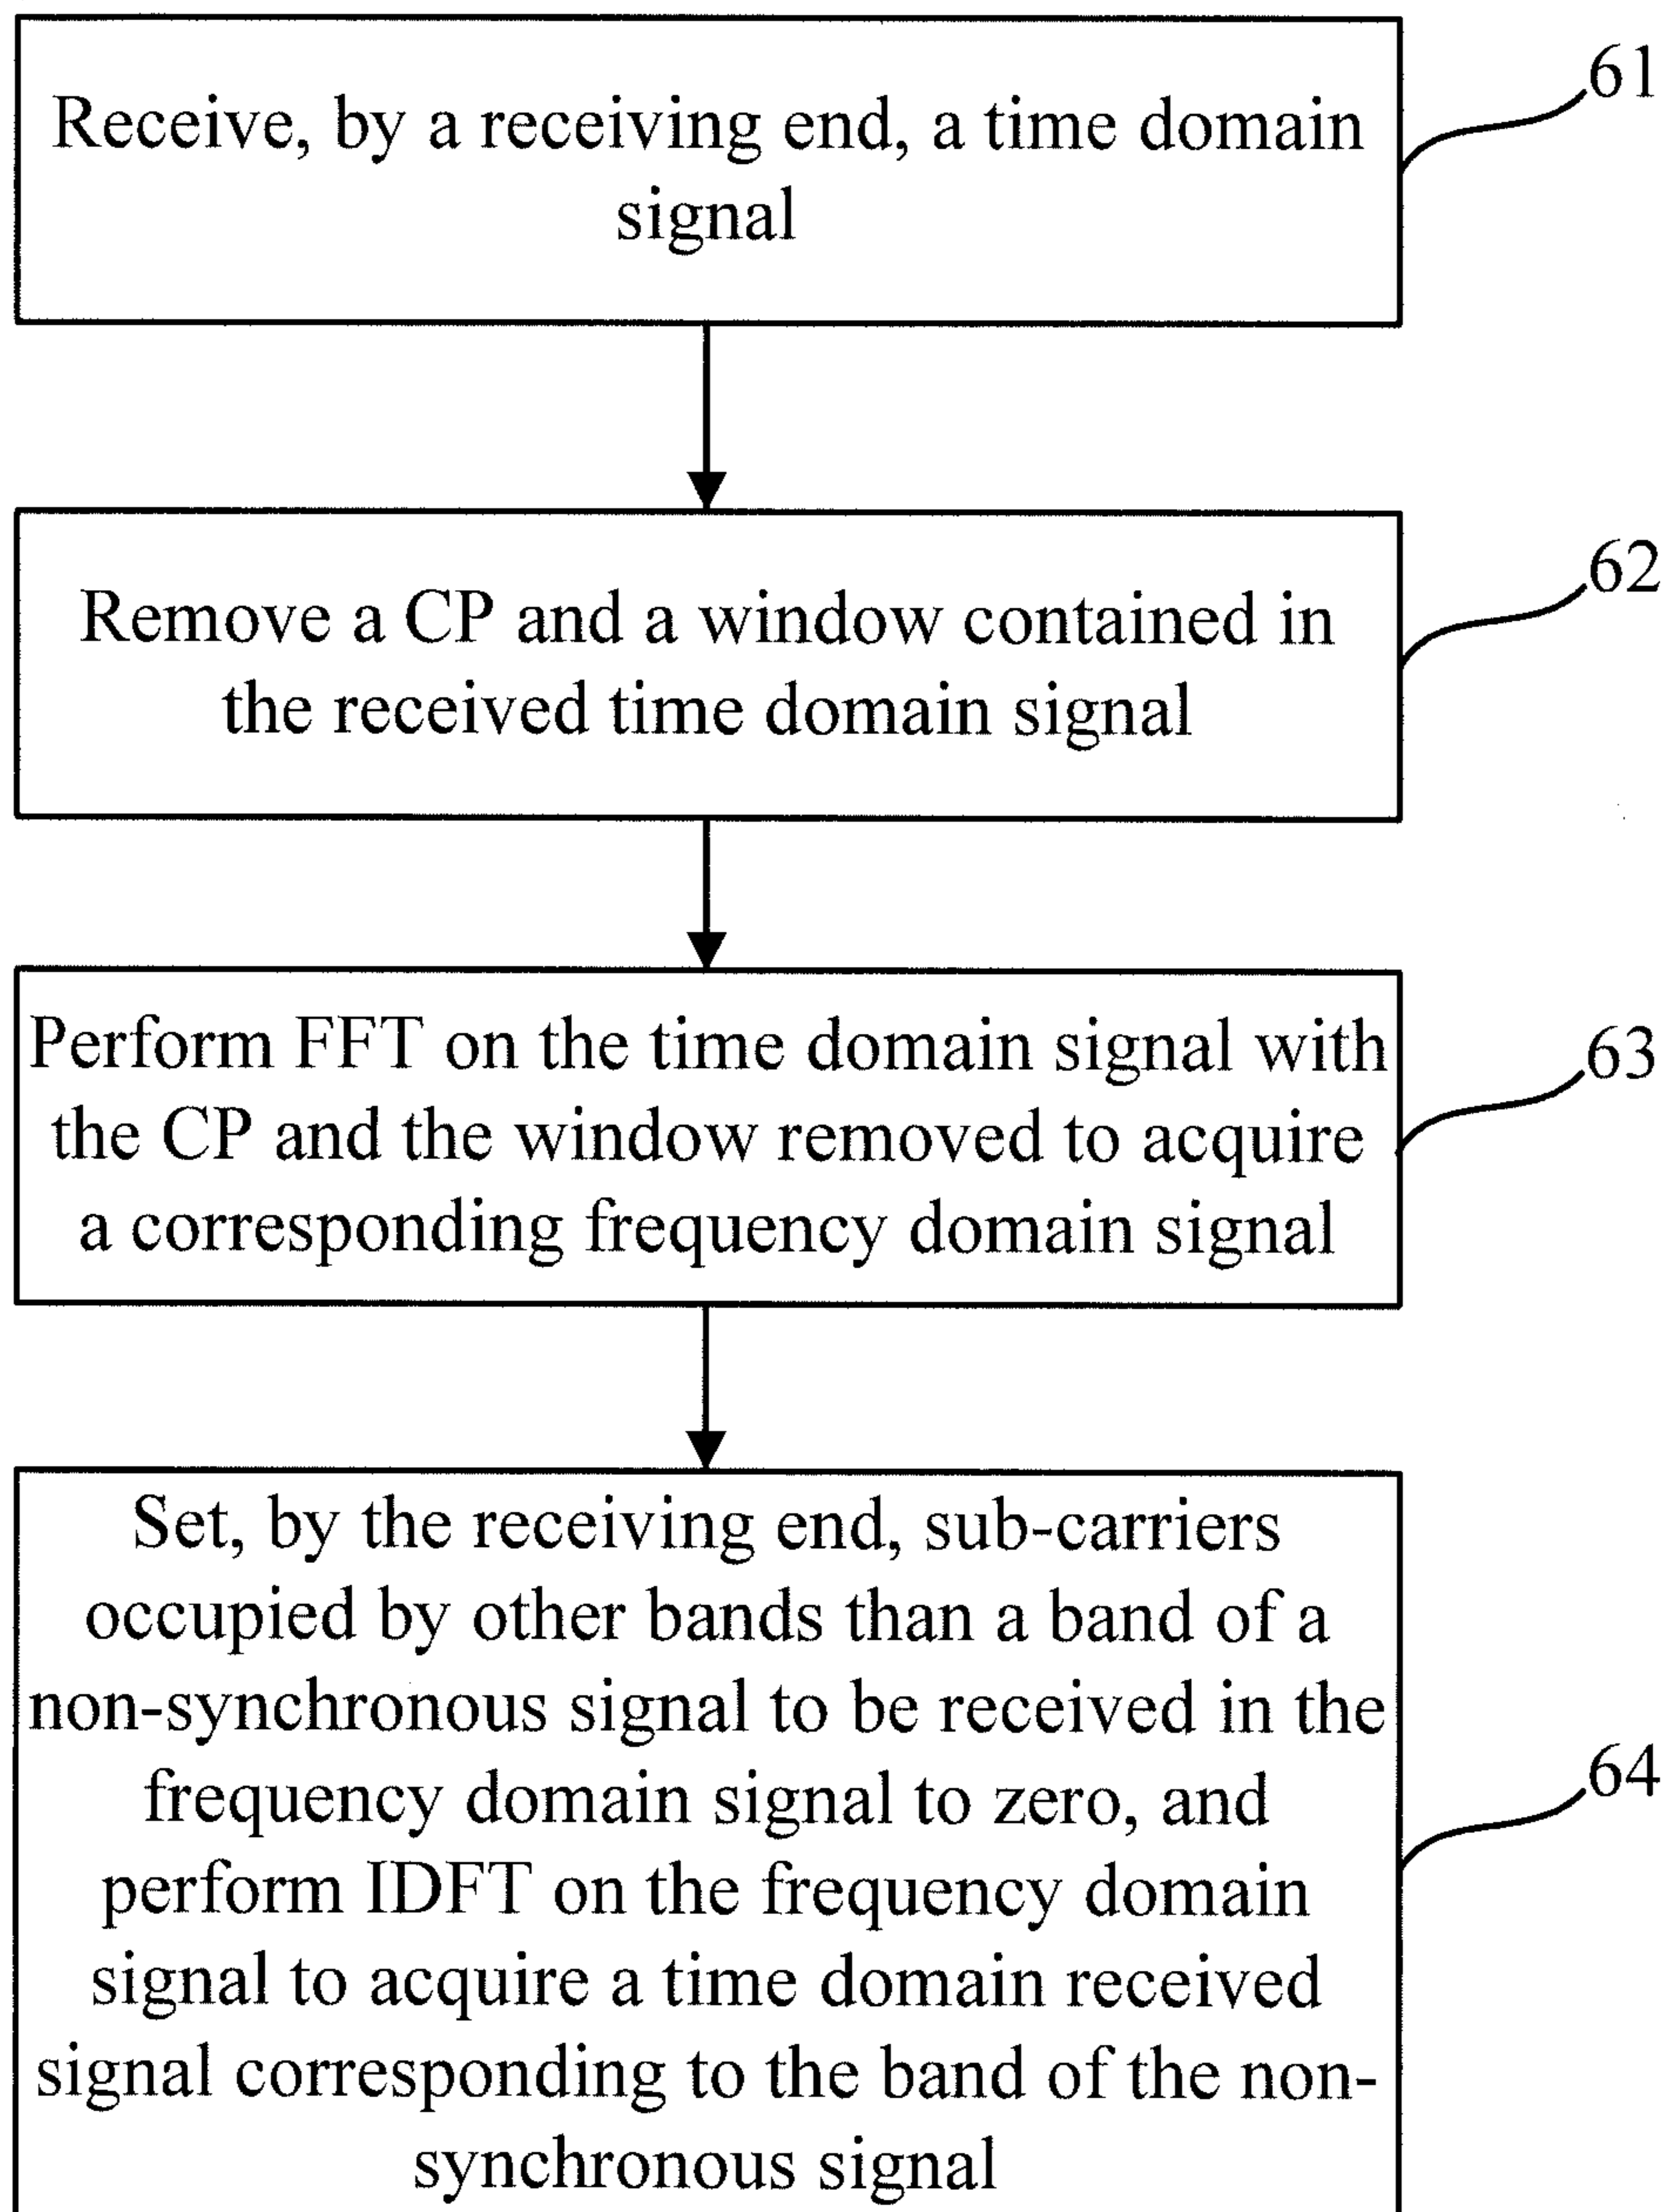 Receive, by a receiving end, a time domain
signal
61
Remove a CP and a window contained in
the received time domain signal
62
Perform FFT on the time domain signal with
the CP and the window removed to acquire
a corresponding frequency domain signal
63
Set, by the receiving end, sub-carriers
occupied by other bands than a band of a
non-synchronous signal to be received in the
frequency domain signal to zero, and
perform IDFT on the frequency domain
signal to acquire a time domain received
signal corresponding to the band of the non-
synchronous signal
64